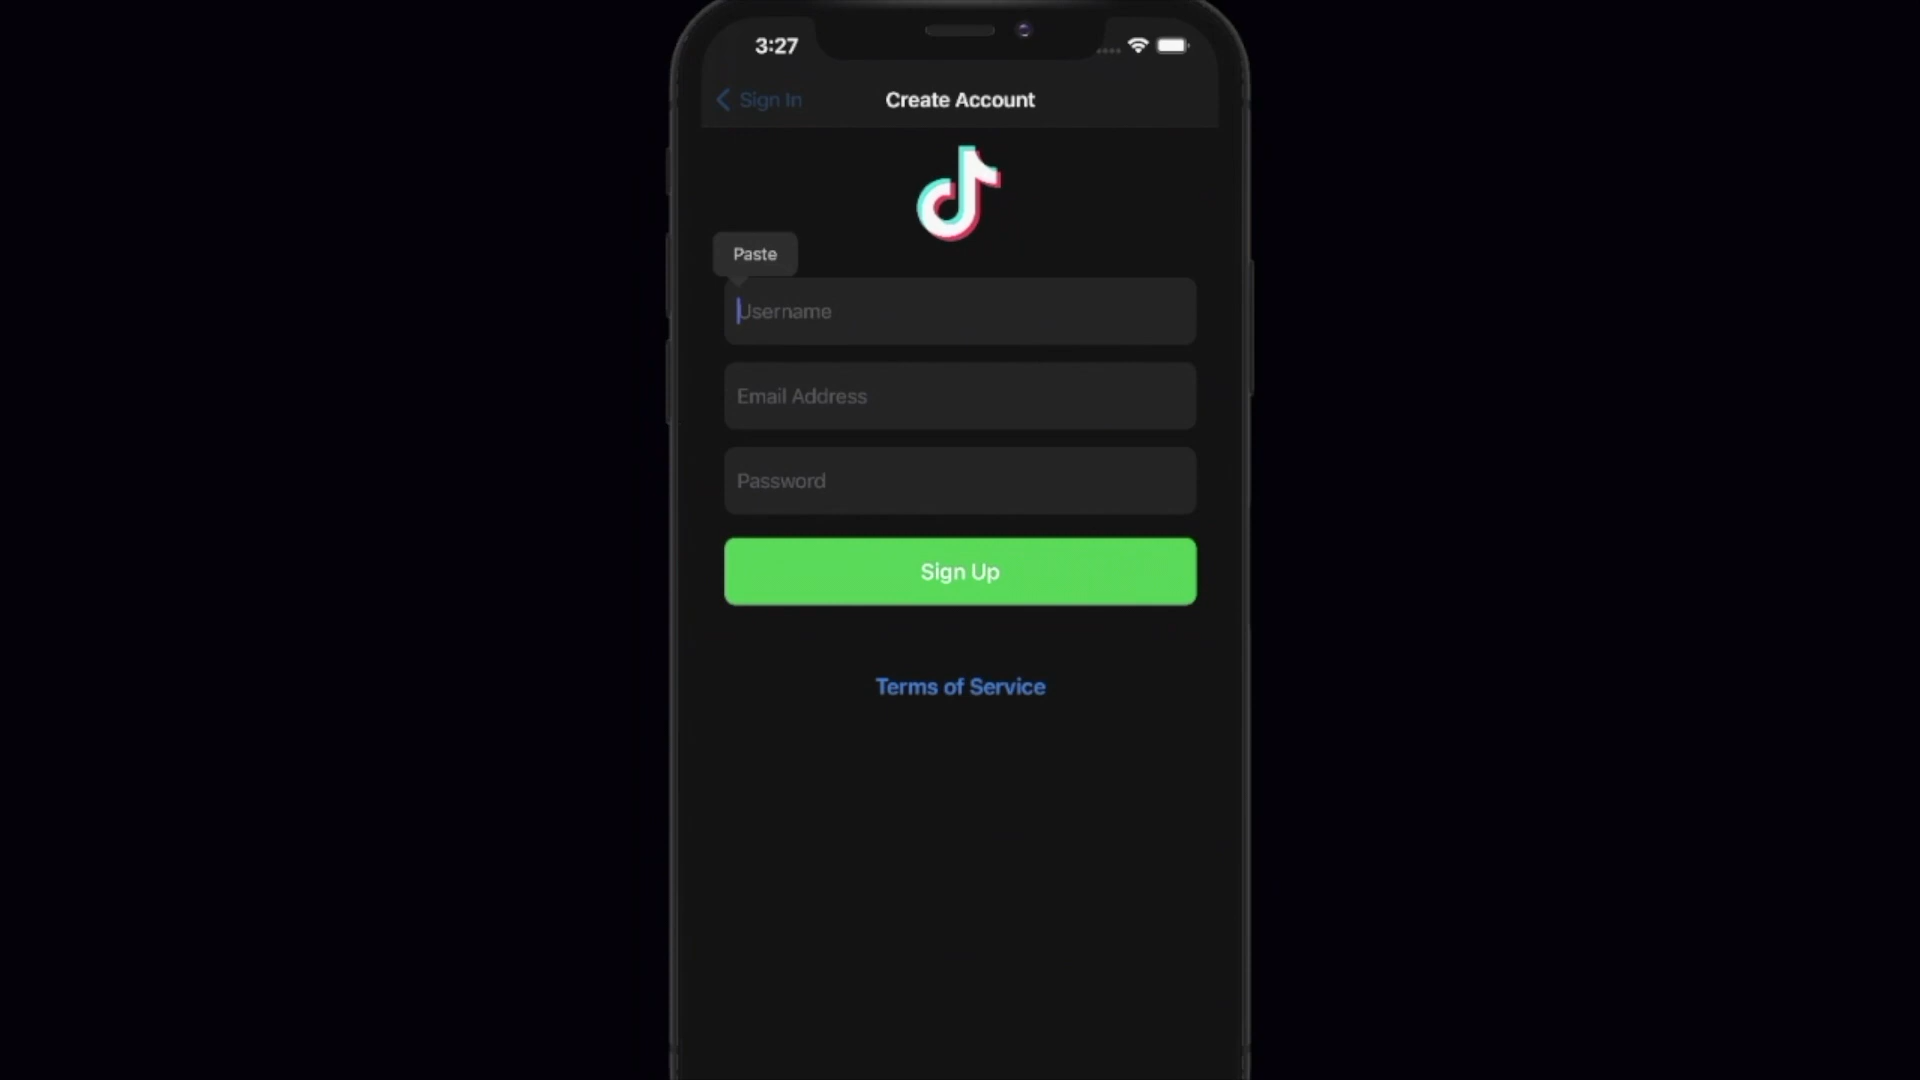 3:27
Sign In
Create Account
Paste
Username
Email Address
Password
Sign Up
Terms of Service